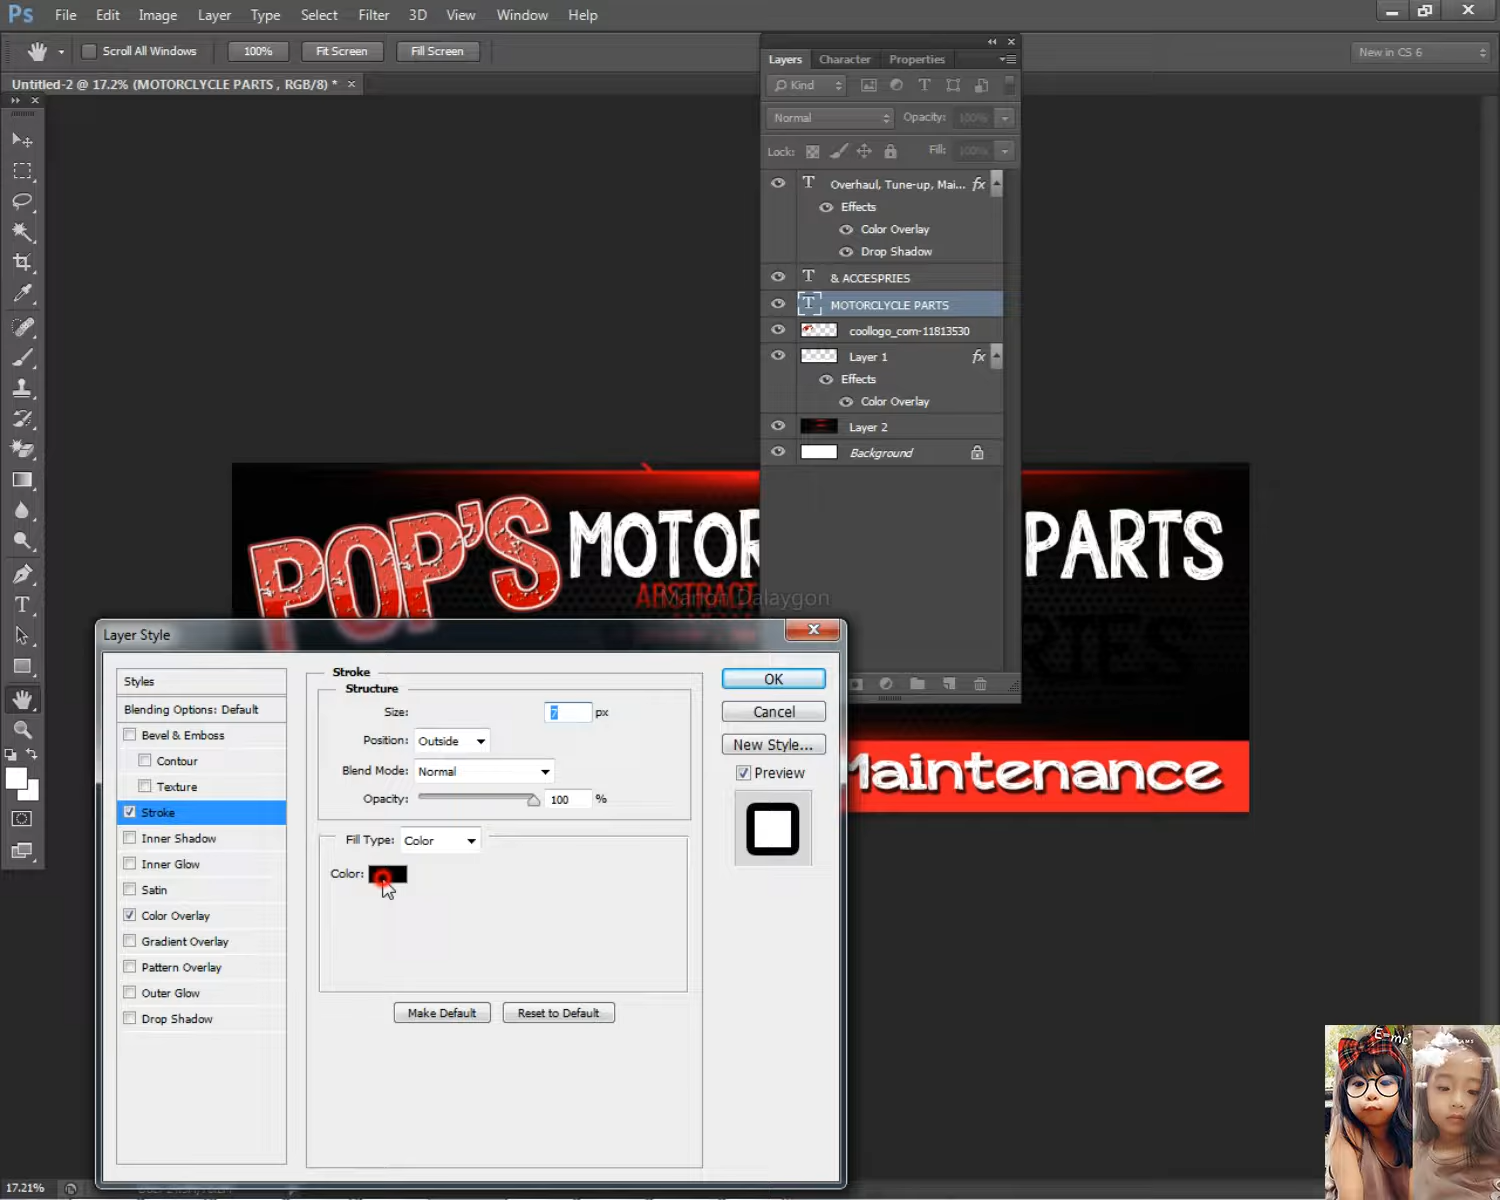 Ps File Edit Image Layer Type Select Filter 3D View Window Help
Scroll All Windows 100% Fit Screen Fill Screen New in CS 6
Untitled-2 @ 17.2% (MOTORCLYCLE PARTS , RGB/8) * ×
Layers Character Properties
Kind
Normal Opacity: 100%
Lock: Fill: 100%
T Overhaul, Tune-up, Mai... fx
Effects
Color Overlay
Drop Shadow
T & ACCESPRIES
T MOTORCLYCLE PARTS
coollogo_com-11813530
Layer 1 fx
Effects
Color Overlay
Layer 2
Background
POP'S MOTOR PARTS
ABSTRACT
Marlon Dalaygon
RIES
Maintenance
Layer Style
Styles
Blending Options: Default
Bevel & Emboss
Contour
Texture
Stroke
Inner Shadow
Inner Glow
Satin
Color Overlay
Gradient Overlay
Pattern Overlay
Outer Glow
Drop Shadow
Stroke
Structure
Size: 7 px
Position: Outside
Blend Mode: Normal
Opacity: 100 %
Fill Type: Color
Color:
Make Default Reset to Default
OK
Cancel
New Style...
Preview
E=mc²
17.21%